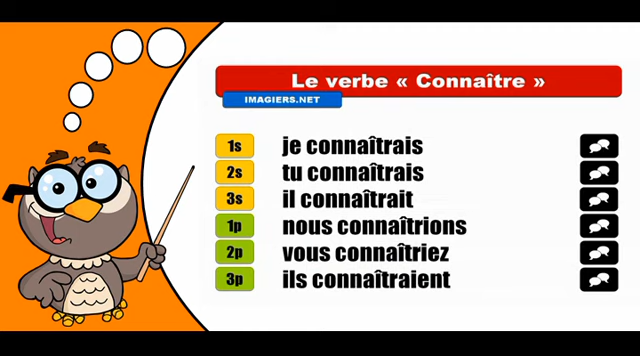 Le verbe « Connaître »
IMAGIERS.NET
1s je connaîtrais
2s tu connaîtrais
3s il connaîtrait
1p nous connaîtrions
2p vous connaîtriez
3p ils connaîtraient